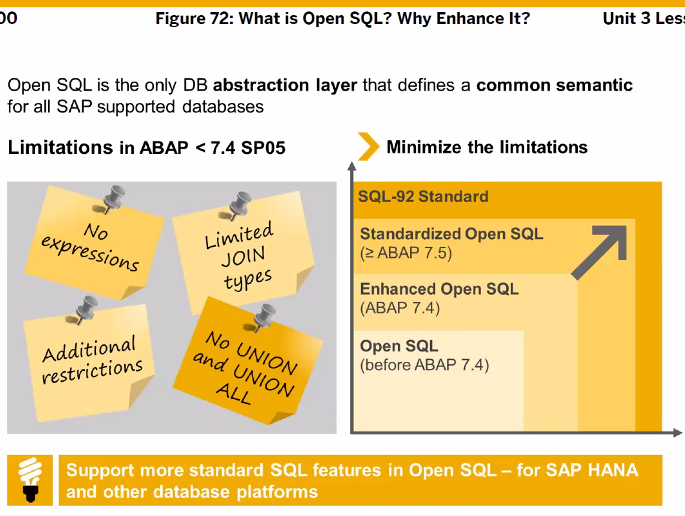 00 Figure 72: What is Open SQL? Why Enhance It? Unit 3 Les
Open SQL is the only DB abstraction layer that defines a common semantic
for all SAP supported databases
Limitations in ABAP < 7.4 SP05
No
expressions
Limited
JOIN
types
Additional
restrictions
No UNION
and UNION
ALL
Minimize the limitations
SQL-92 Standard
Standardized Open SQL
(≥ ABAP 7.5)
Enhanced Open SQL
(ABAP 7.4)
Open SQL
(before ABAP 7.4)
Support more standard SQL features in Open SQL – for SAP HANA
and other database platforms